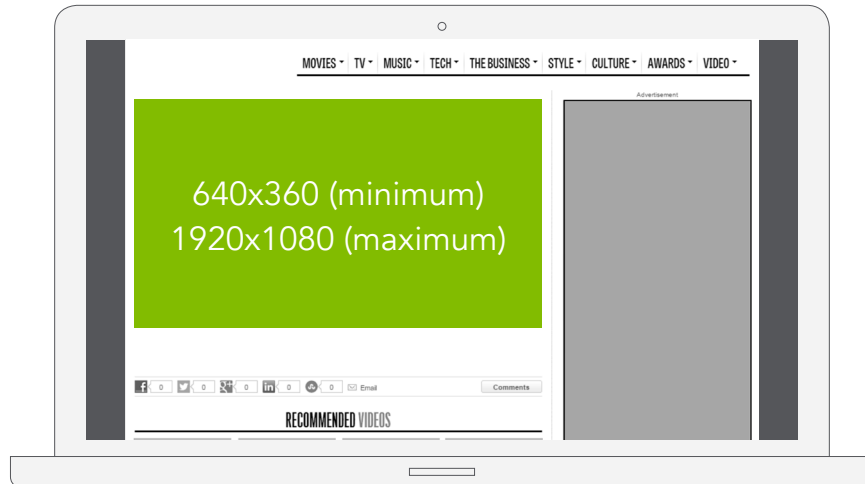 MOVIES TV MUSIC TECH THE BUSINESS STYLE CULTURE AWARDS VIDEO
Advertisement
640x360 (minimum)
1920x1080 (maximum)
f 0 0 g+ 0 in 0 0 Email Comments
RECOMMENDED VIDEOS